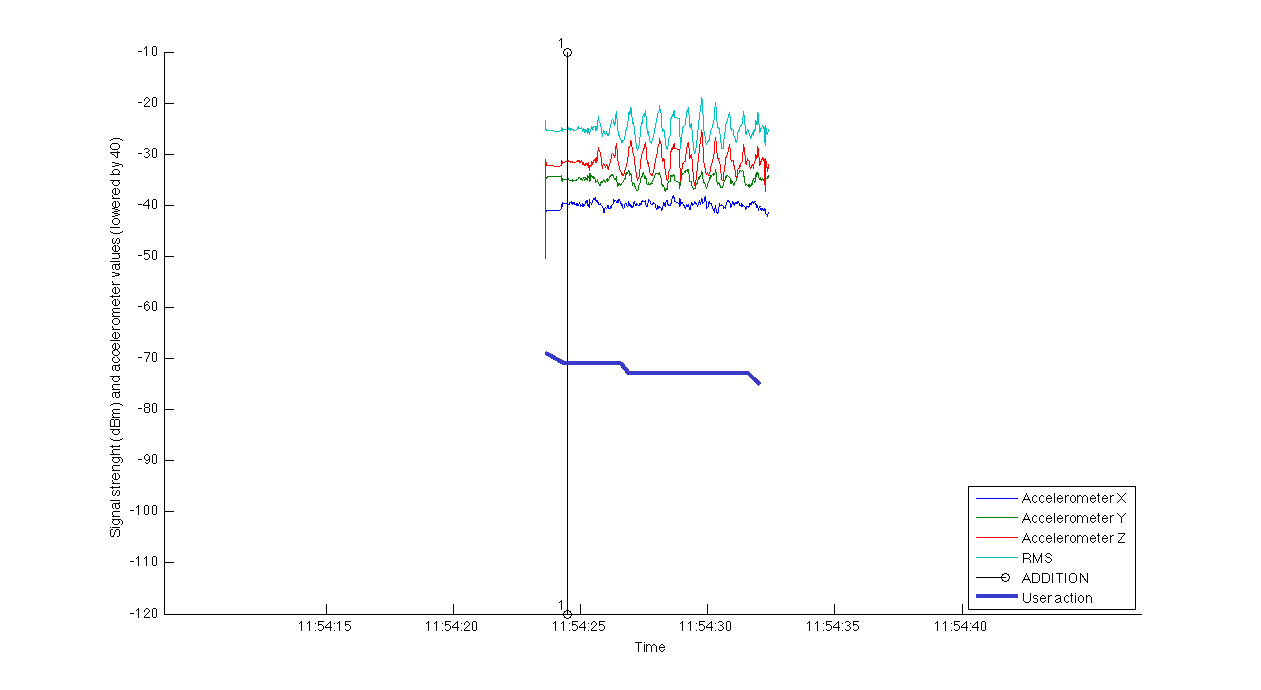 1
-10
-20
-30
-40
-50
-60
-70
-80
-90
-100
-110
-120
Signal strenght (dBm) and accelerometer values (lowered by 40)
1
11:54:15 11:54:20 11:54:25 11:54:30 11:54:35 11:54:40
Time
Accelerometer X
Accelerometer Y
Accelerometer Z
RMS
ADDITION
User action